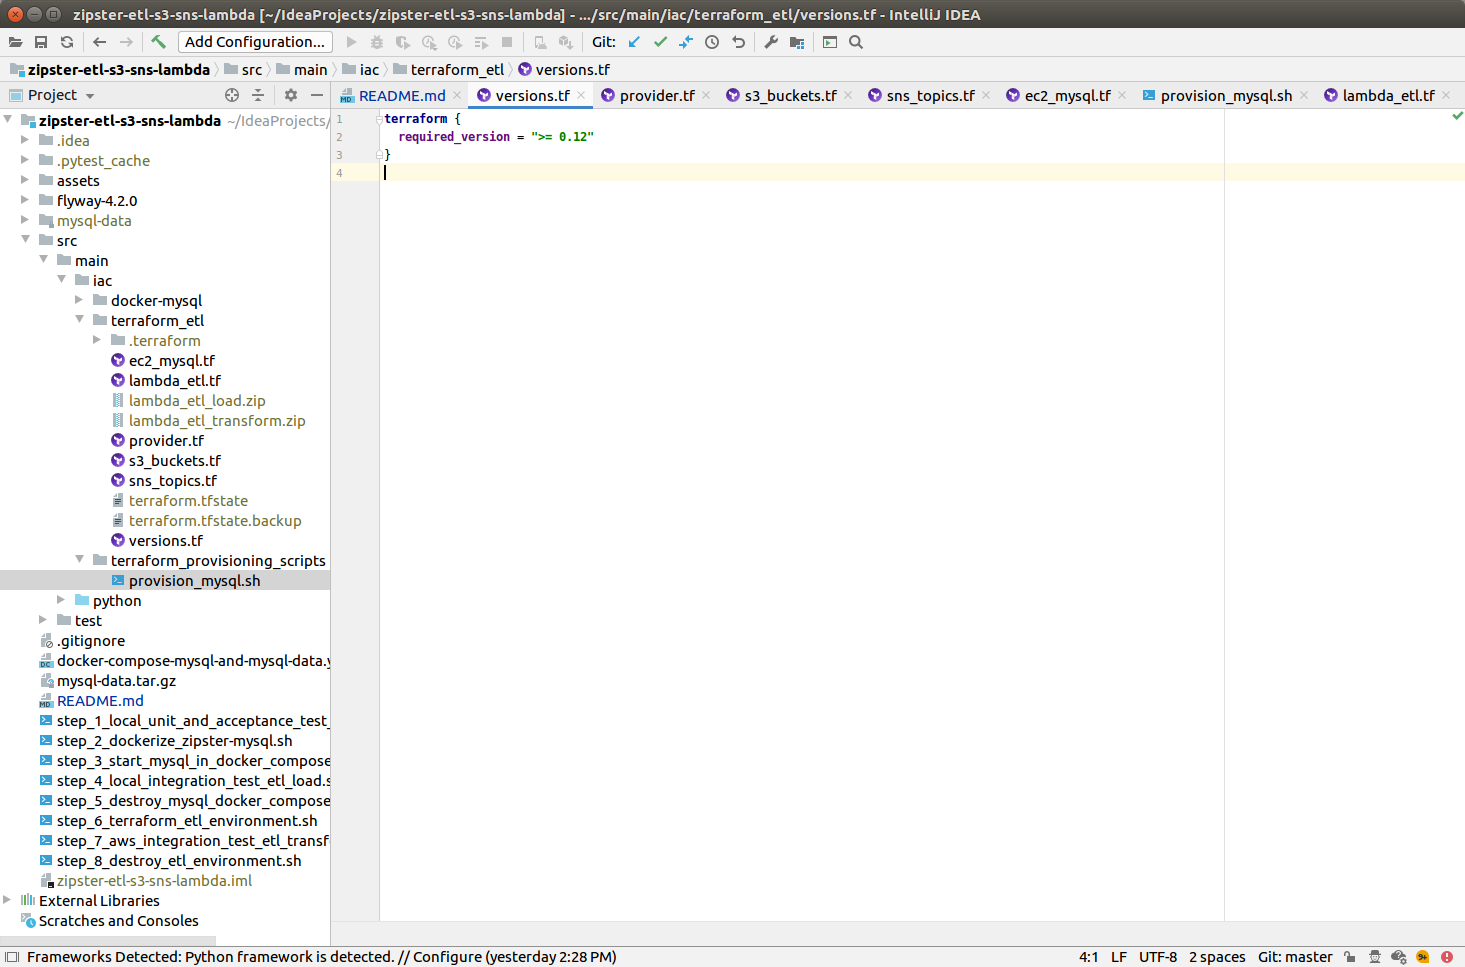 zipster-etl-s3-sns-lambda [~/IdeaProjects/zipster-etl-s3-sns-lambda] - .../src/main/iac/terraform_etl/versions.tf - IntelliJ IDEA
Add Configuration... Git:
zipster-etl-s3-sns-lambda src main iac terraform_etl versions.tf
Project
README.md versions.tf provider.tf s3_buckets.tf sns_topics.tf ec2_mysql.tf provision_mysql.sh lambda_etl.tf
zipster-etl-s3-sns-lambda ~/IdeaProjects/
.idea
.pytest_cache
assets
flyway-4.2.0
mysql-data
src
main
iac
docker-mysql
terraform_etl
.terraform
ec2_mysql.tf
lambda_etl.tf
lambda_etl_load.zip
lambda_etl_transform.zip
provider.tf
s3_buckets.tf
sns_topics.tf
terraform.tfstate
terraform.tfstate.backup
versions.tf
terraform_provisioning_scripts
provision_mysql.sh
python
test
.gitignore
docker-compose-mysql-and-mysql-data.y
mysql-data.tar.gz
README.md
step_1_local_unit_and_acceptance_test_
step_2_dockerize_zipster-mysql.sh
step_3_start_mysql_in_docker_compose
step_4_local_integration_test_etl_load.s
step_5_destroy_mysql_docker_compose
step_6_terraform_etl_environment.sh
step_7_aws_integration_test_etl_transf
step_8_destroy_etl_environment.sh
zipster-etl-s3-sns-lambda.iml
External Libraries
Scratches and Consoles
1 terraform {
2 required_version = ">= 0.12"
3 }
4
Frameworks Detected: Python framework is detected. // Configure (yesterday 2:28 PM) 4:1 LF UTF-8 2 spaces Git: master 9+